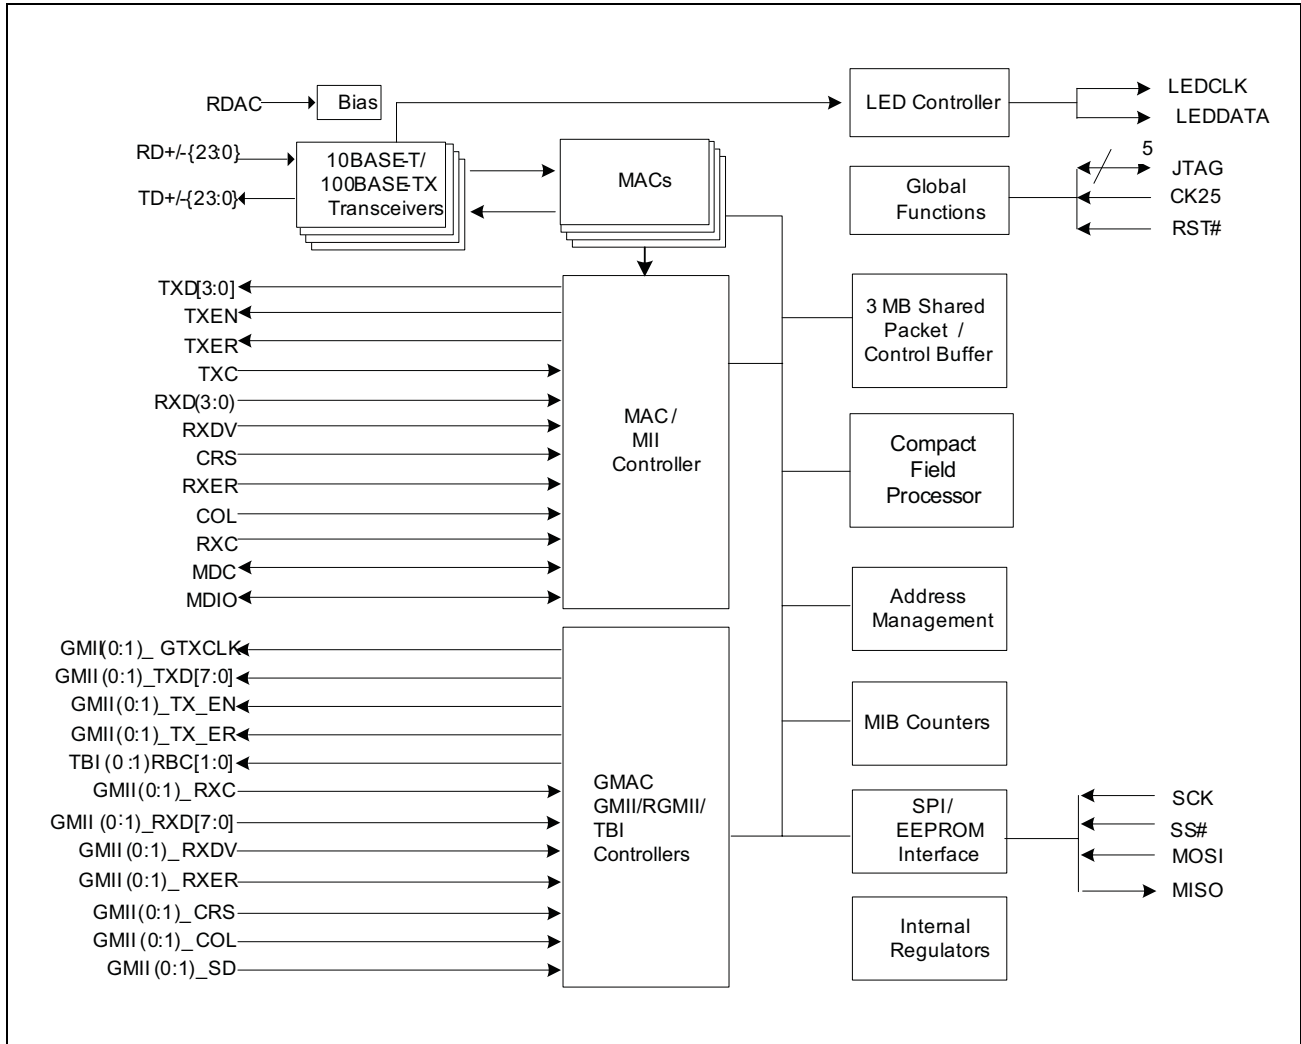 RDAC
Bias
LED Controller
LEDCLK
LEDDATA
RD+/-{23:0}
TD+/-{23:0}
10BASE-T/
100BASE-TX
Transceivers
MACs
Global
Functions
5
JTAG
CK25
RST#
TXD[3:0]
TXEN
TXER
TXC
RXD(3:0)
RXDV
CRS
RXER
COL
RXC
MDC
MDIO
MAC/
MII
Controller
3 MB Shared
Packet /
Control Buffer
Compact
Field
Processor
Address
Management
MIB Counters
GMII(0:1)_ GTXCLK
GMII(0:1)_TXD[7:0]
GMII(0:1)_TX_EN
GMII(0:1)_TX_ER
TBI(0:1)RBC[1:0]
GMII(0:1)_RXC
GMII (0:1)_RXD[7:0]
GMII(0:1)_RXDV
GMII (0:1)_RXER
GMII(0:1)_CRS
GMII (0:1)_COL
GMII (0:1)_SD
GMAC
GMII/RGMII/
TBI
Controllers
SPI/
EEPROM
Interface
SCK
SS#
MOSI
MISO
Internal
Regulators